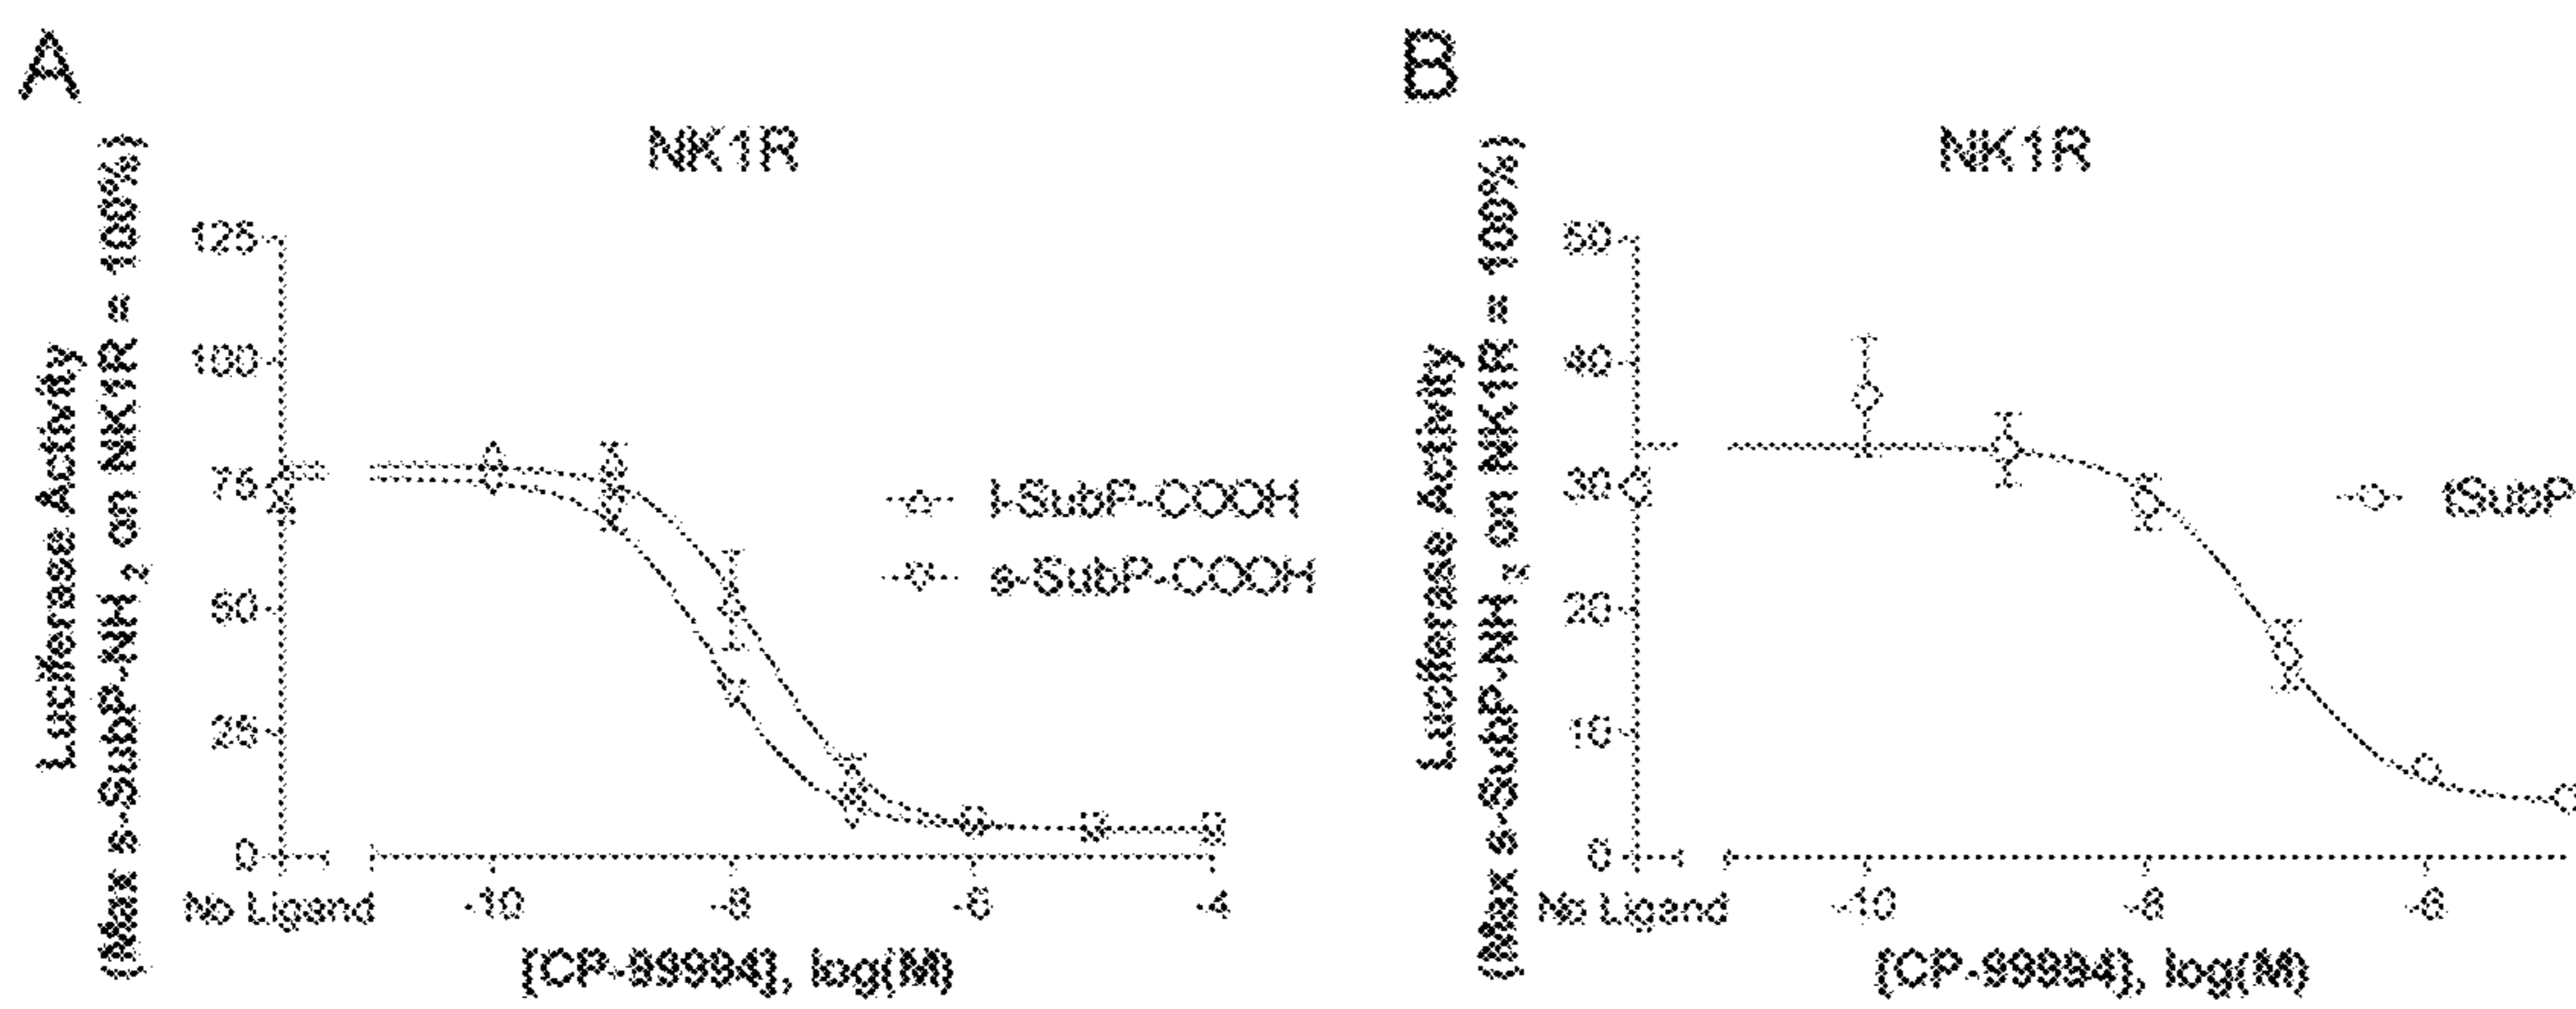 A
NK1R
Luciferase Activity
(Max s-SubP-NH2 on NK1R = 100%)
125
100
75
50
25
0
No Ligand
-10
-8
-6
-4
[CP-99994], log(M)
l-SubP-COOH
s-SubP-COOH
B
NK1R
Luciferase Activity
(Max s-SubP-NH2 on NK1R = 100%)
50
40
30
20
10
0
No Ligand
-10
-8
-6
[CP-99994], log(M)
tSubP